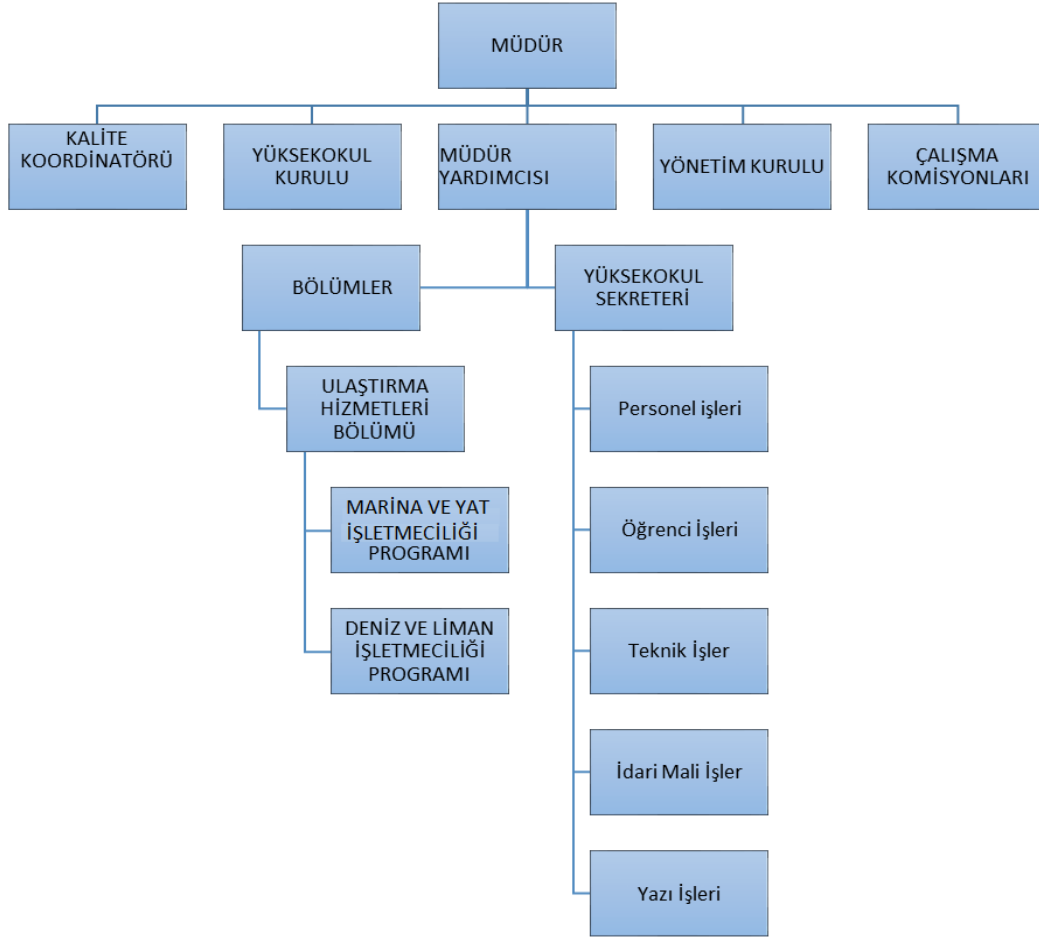 MÜDÜR
KALİTE
KOORDİNATÖRÜ
YÜKSEKOKUL
KURULU
MÜDÜR
YARDIMCISI
YÖNETİM KURULU
ÇALIŞMA
KOMİSYONLARI
BÖLÜMLER
YÜKSEKOKUL
SEKRETERİ
ULAŞTIRMA
HİZMETLERİ
BÖLÜMÜ
MARİNA VE YAT
İŞLETMECİLİĞİ
PROGRAMI
DENİZ VE LİMAN
İŞLETMECİLİĞİ
PROGRAMI
Personel işleri
Öğrenci İşleri
Teknik İşler
İdari Mali İşler
Yazı İşleri